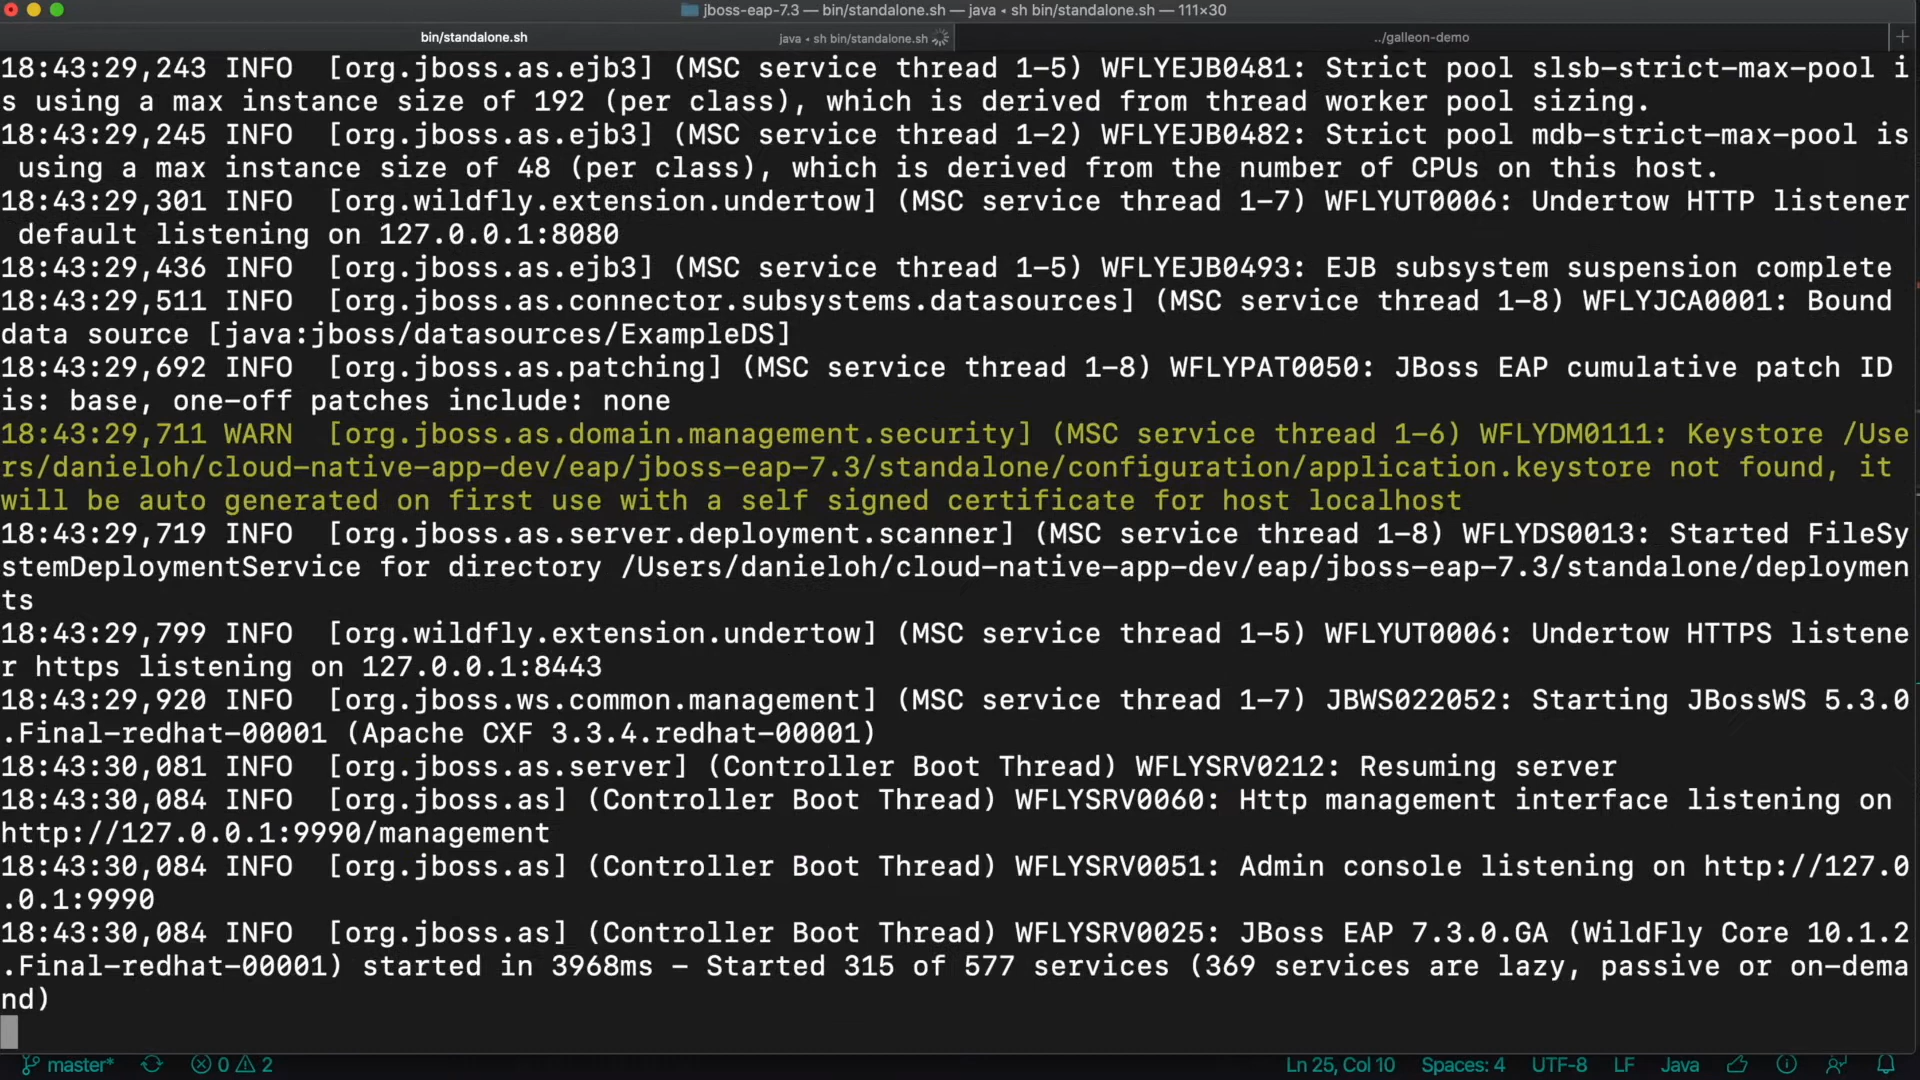 jboss-eap-7.3 — bin/standalone.sh — java ◂ sh bin/standalone.sh — 111×30
bin/standalone.sh
java ◂ sh bin/standalone.sh
../galleon-demo
+
18:43:29,243 INFO  [org.jboss.as.ejb3] (MSC service thread 1-5) WFLYEJB0481: Strict pool slsb-strict-max-pool i
s using a max instance size of 192 (per class), which is derived from thread worker pool sizing.
18:43:29,245 INFO  [org.jboss.as.ejb3] (MSC service thread 1-2) WFLYEJB0482: Strict pool mdb-strict-max-pool is
 using a max instance size of 48 (per class), which is derived from the number of CPUs on this host.
18:43:29,301 INFO  [org.wildfly.extension.undertow] (MSC service thread 1-7) WFLYUT0006: Undertow HTTP listener
 default listening on 127.0.0.1:8080
18:43:29,436 INFO  [org.jboss.as.ejb3] (MSC service thread 1-5) WFLYEJB0493: EJB subsystem suspension complete
18:43:29,511 INFO  [org.jboss.as.connector.subsystems.datasources] (MSC service thread 1-8) WFLYJCA0001: Bound
data source [java:jboss/datasources/ExampleDS]
18:43:29,692 INFO  [org.jboss.as.patching] (MSC service thread 1-8) WFLYPAT0050: JBoss EAP cumulative patch ID
is: base, one-off patches include: none
18:43:29,711 WARN  [org.jboss.as.domain.management.security] (MSC service thread 1-6) WFLYDM0111: Keystore /Use
rs/danieloh/cloud-native-app-dev/eap/jboss-eap-7.3/standalone/configuration/application.keystore not found, it
will be auto generated on first use with a self signed certificate for host localhost
18:43:29,719 INFO  [org.jboss.as.server.deployment.scanner] (MSC service thread 1-8) WFLYDS0013: Started FileSy
stemDeploymentService for directory /Users/danieloh/cloud-native-app-dev/eap/jboss-eap-7.3/standalone/deploymen
ts
18:43:29,799 INFO  [org.wildfly.extension.undertow] (MSC service thread 1-5) WFLYUT0006: Undertow HTTPS listene
r https listening on 127.0.0.1:8443
18:43:29,920 INFO  [org.jboss.ws.common.management] (MSC service thread 1-7) JBWS022052: Starting JBossWS 5.3.0
.Final-redhat-00001 (Apache CXF 3.3.4.redhat-00001)
18:43:30,081 INFO  [org.jboss.as.server] (Controller Boot Thread) WFLYSRV0212: Resuming server
18:43:30,084 INFO  [org.jboss.as] (Controller Boot Thread) WFLYSRV0060: Http management interface listening on
http://127.0.0.1:9990/management
18:43:30,084 INFO  [org.jboss.as] (Controller Boot Thread) WFLYSRV0051: Admin console listening on http://127.0
.0.1:9990
18:43:30,084 INFO  [org.jboss.as] (Controller Boot Thread) WFLYSRV0025: JBoss EAP 7.3.0.GA (WildFly Core 10.1.2
.Final-redhat-00001) started in 3968ms - Started 315 of 577 services (369 services are lazy, passive or on-dema
nd)
master* 0 2 Ln 25, Col 10 Spaces: 4 UTF-8 LF Java